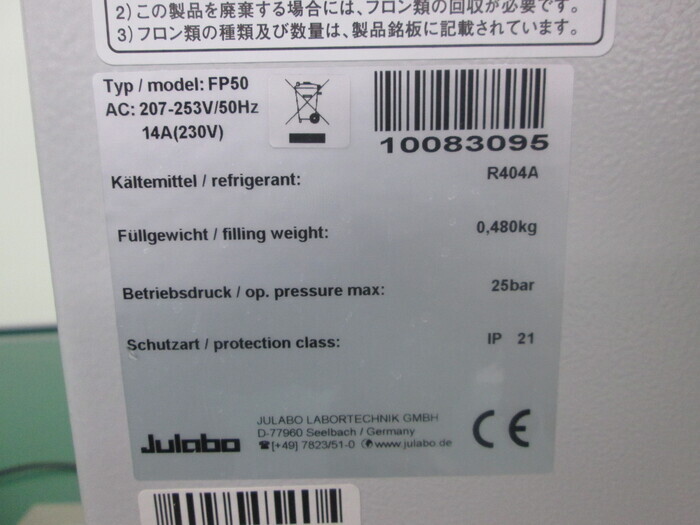 2) この製品を廃棄する場合には、フロン類の回収が必要です。
3) フロン類の種類及び数量は、製品銘板に記載されています。
Typ / model: FP50
AC: 207-253V/50Hz
14A(230V)
10083095
Kältemittel / refrigerant: R404A
Füllgewicht / filling weight: 0,480kg
Betriebsdruck / op. pressure max: 25bar
Schutzart / protection class: IP 21
Julabo
JULABO LABORTECHNIK GMBH
D-77960 Seelbach / Germany
☎[+49] 7823/51-0 www.julabo.de
CE